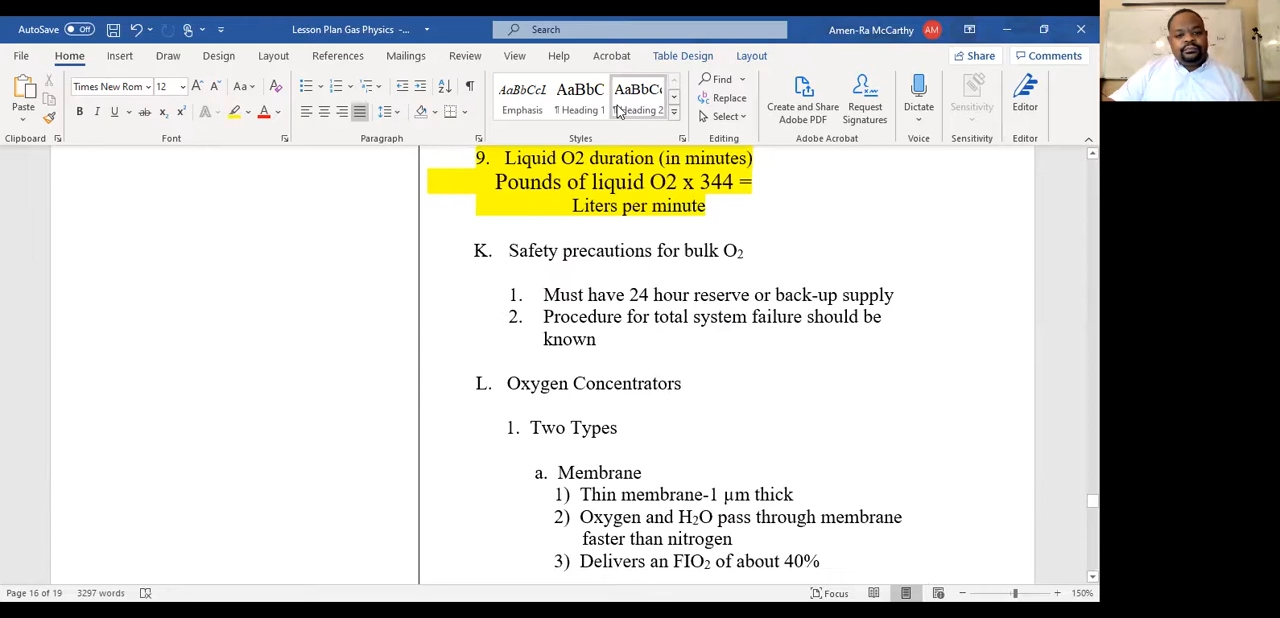 AutoSave Off
Lesson Plan Gas Physics -...
Search
Amen-Ra McCarthy AM
File Home Insert Draw Design Layout References Mailings Review View Help Acrobat Table Design Layout
Share Comments
Paste
Clipboard
Times New Rom 12
Font
Paragraph
AaBbCcI AaBbC AaBbCc
Emphasis ¶ Heading 1 ¶ Heading 2
Styles
Find
Replace
Select
Editing
Create and Share Adobe PDF
Request Signatures
Adobe Acrobat
Dictate
Voice
Sensitivity
Sensitivity
Editor
Editor
9. Liquid O2 duration (in minutes)
Pounds of liquid O2 x 344 =
Liters per minute
K. Safety precautions for bulk O₂
1. Must have 24 hour reserve or back-up supply
2. Procedure for total system failure should be
known
L. Oxygen Concentrators
1. Two Types
a. Membrane
1) Thin membrane-1 µm thick
2) Oxygen and H₂O pass through membrane
faster than nitrogen
3) Delivers an FIO₂ of about 40%
Page 16 of 19 3297 words
Focus
150%